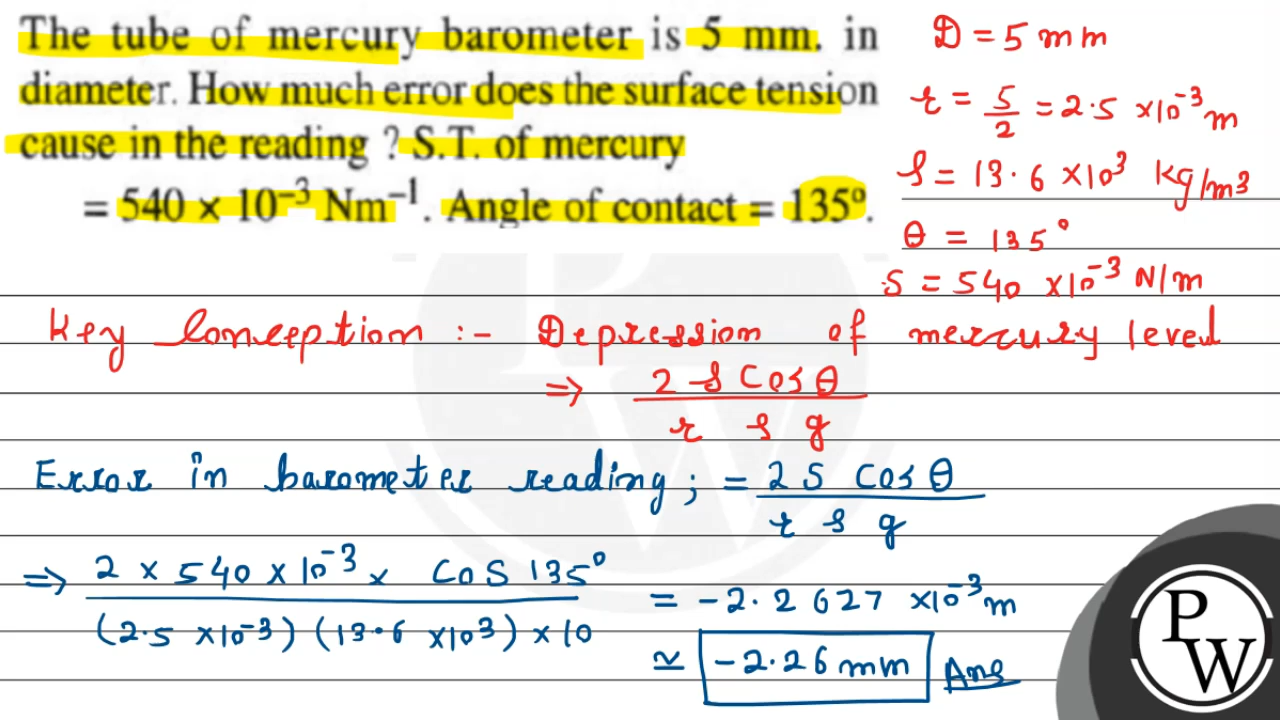 The tube of mercury barometer is 5 mm. in
diameter. How much error does the surface tension
cause in the reading ? S.T. of mercury
= 540 × 10⁻³ Nm⁻¹. Angle of contact = 135º.
D = 5 mm
r = 5/2 = 2.5 × 10⁻³ m
ρ = 13.6 × 10³ kg/m³
θ = 135°
S = 540 × 10⁻³ N/m
Key Conception :- Depression of mercury level
⇒ 2 S Cos θ / r ρ g
Error in barometer reading ; = 2 S Cos θ / r ρ g
⇒ 2 × 540 × 10⁻³ × Cos 135° / (2.5 × 10⁻³) (13.6 × 10³) × 10
= -2.2627 × 10⁻³ m
≃ -2.26 mm Ans
PW